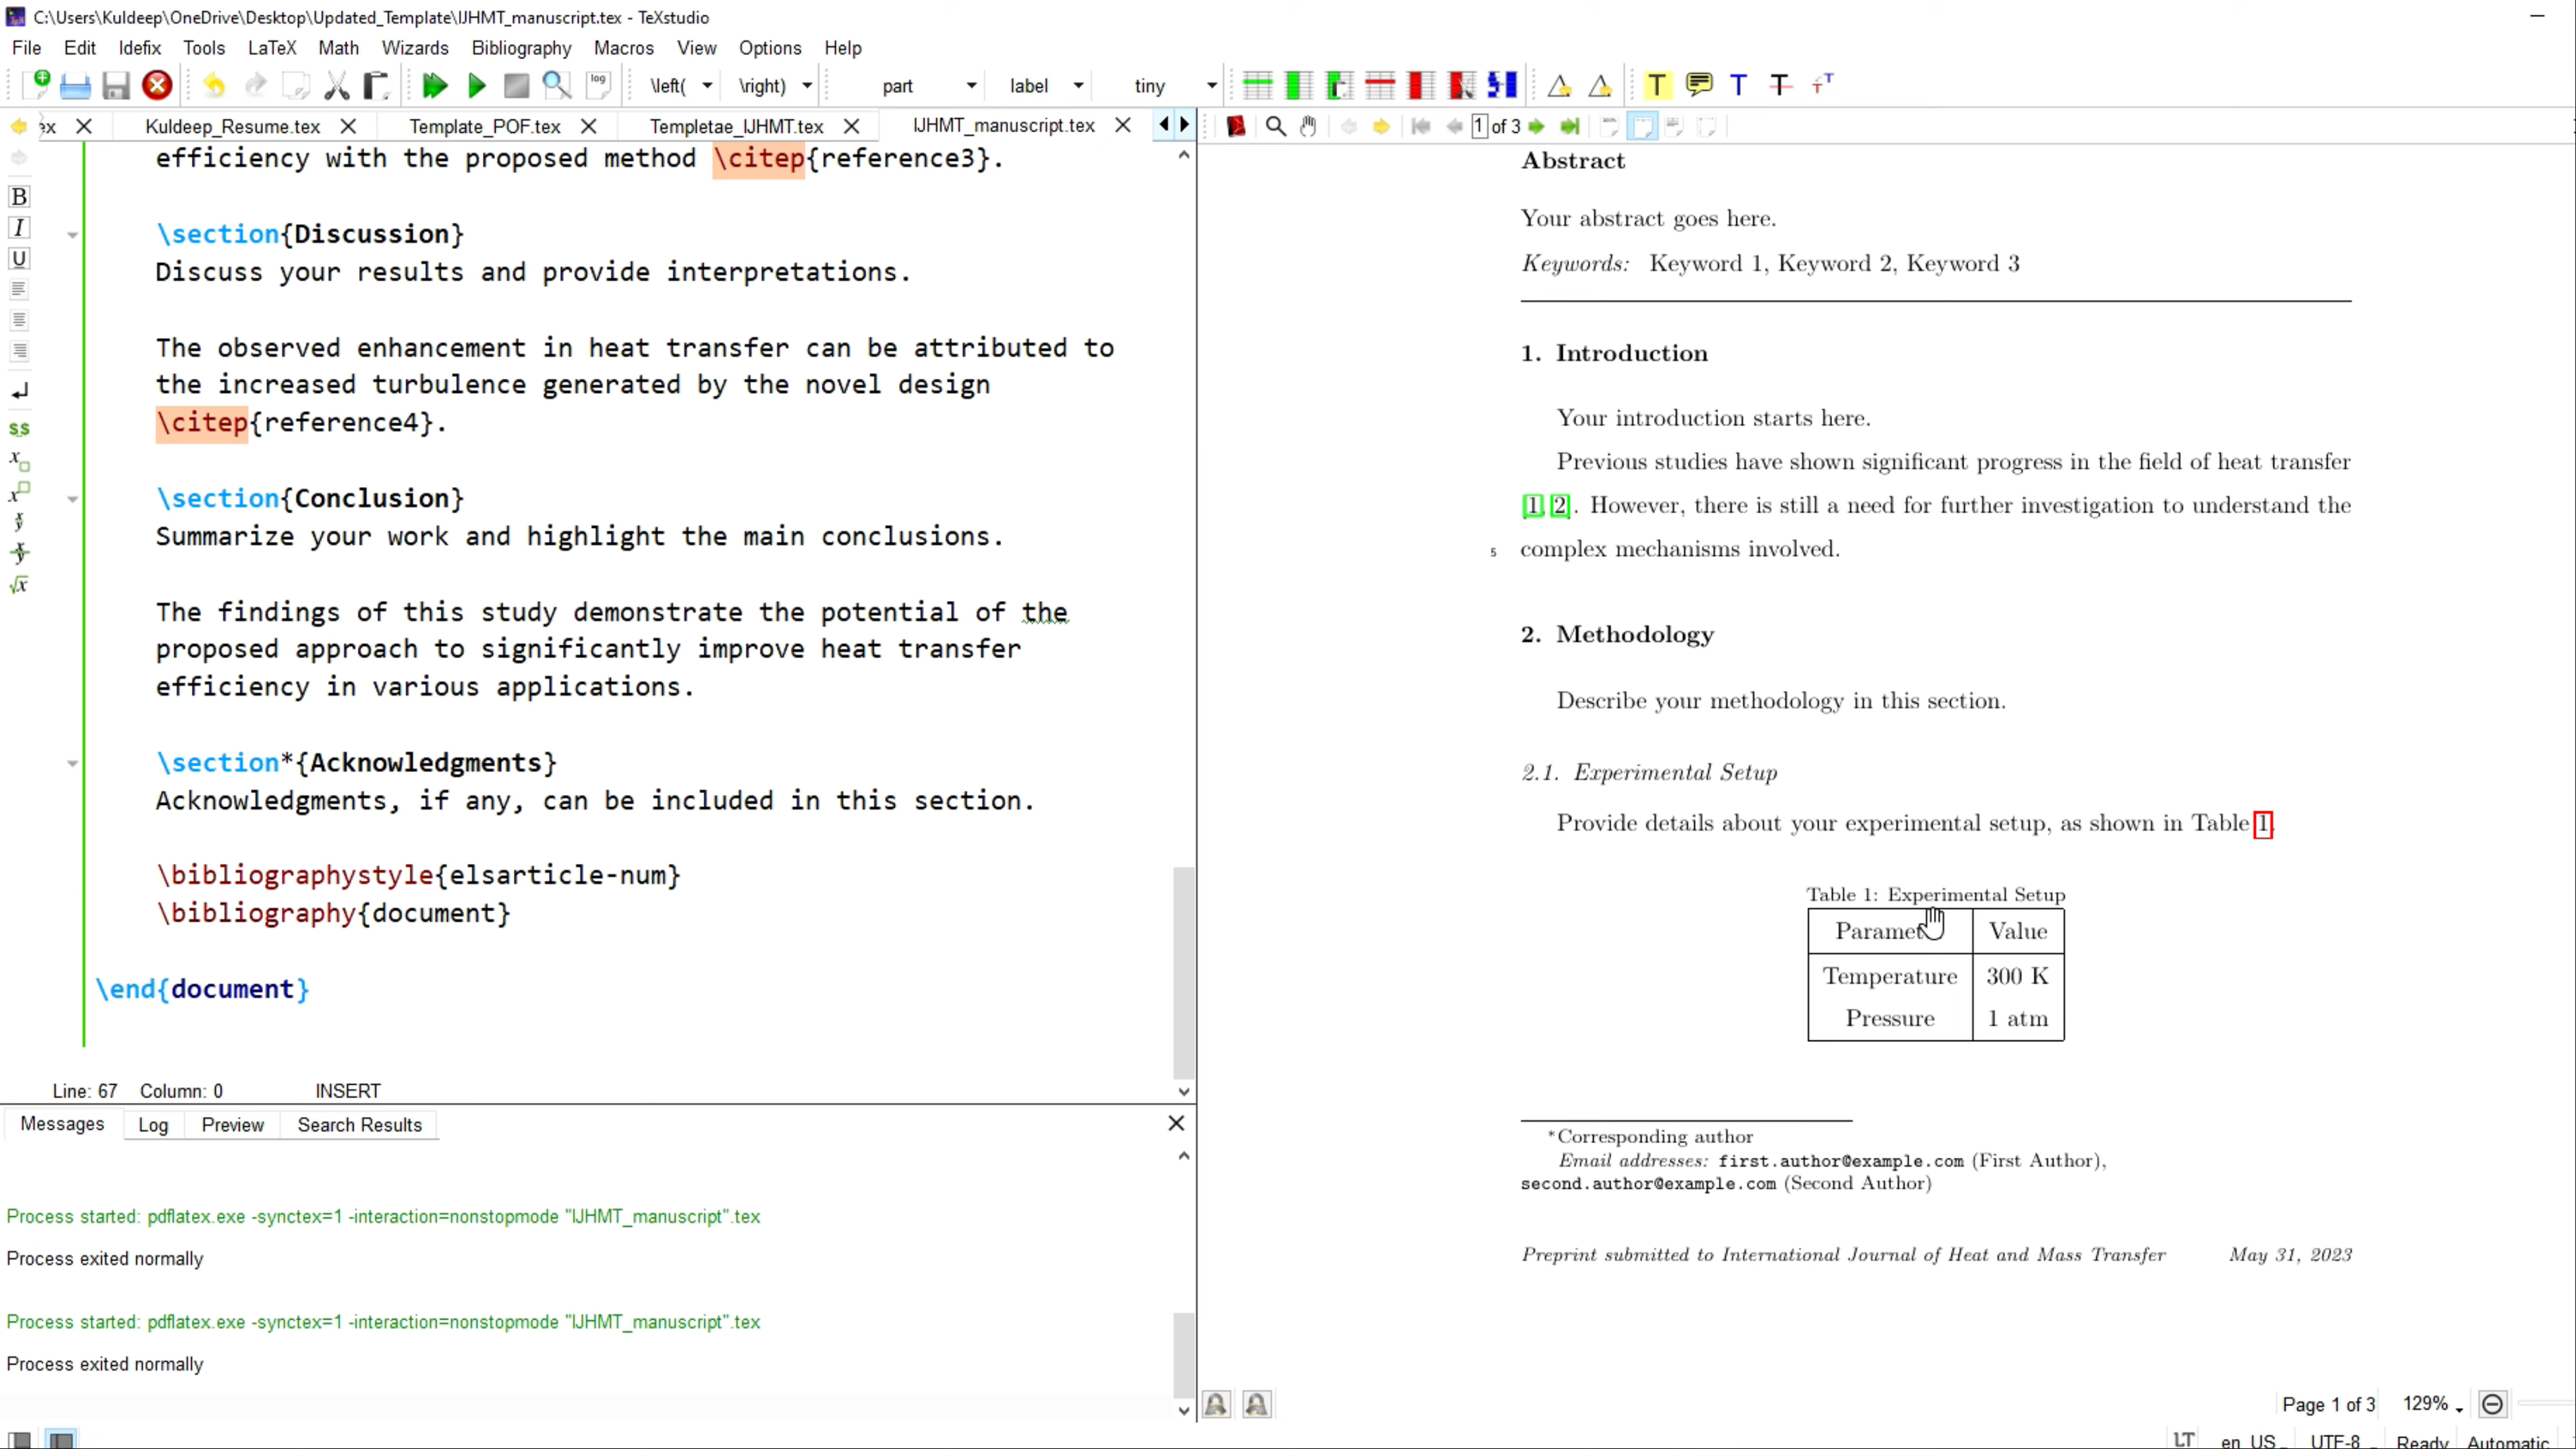 C:\Users\Kuldeep\OneDrive\Desktop\Updated_Template\IJHMT_manuscript.tex - TeXstudio
File Edit Idefix Tools LaTeX Math Wizards Bibliography Macros View Options Help
log \left( \right) part label tiny T T T
ex Kuldeep_Resume.tex Template_POF.tex Templetae_IJHMT.tex IJHMT_manuscript.tex
1 of 3
B
I
U
$$
efficiency with the proposed method \citep{reference3}.
\section{Discussion}
Discuss your results and provide interpretations.
The observed enhancement in heat transfer can be attributed to
the increased turbulence generated by the novel design
\citep{reference4}.
\section{Conclusion}
Summarize your work and highlight the main conclusions.
The findings of this study demonstrate the potential of the
proposed approach to significantly improve heat transfer
efficiency in various applications.
\section*{Acknowledgments}
Acknowledgments, if any, can be included in this section.
\bibliographystyle{elsarticle-num}
\bibliography{document}
\end{document}
Line: 67 Column: 0 INSERT
Messages Log Preview Search Results
Process started: pdflatex.exe -synctex=1 -interaction=nonstopmode "IJHMT_manuscript".tex
Process exited normally
Process started: pdflatex.exe -synctex=1 -interaction=nonstopmode "IJHMT_manuscript".tex
Process exited normally
Abstract
Your abstract goes here.
Keywords: Keyword 1, Keyword 2, Keyword 3
1. Introduction
Your introduction starts here.
Previous studies have shown significant progress in the field of heat transfer
[1, 2]. However, there is still a need for further investigation to understand the
5 complex mechanisms involved.
2. Methodology
Describe your methodology in this section.
2.1. Experimental Setup
Provide details about your experimental setup, as shown in Table 1.
Table 1: Experimental Setup
Value
Temperature 300 K
Pressure 1 atm
*Corresponding author
Email addresses: first.author@example.com (First Author),
second.author@example.com (Second Author)
Preprint submitted to International Journal of Heat and Mass Transfer May 31, 2023
Page 1 of 3 129%
LT en_US UTF-8 Ready Automatic